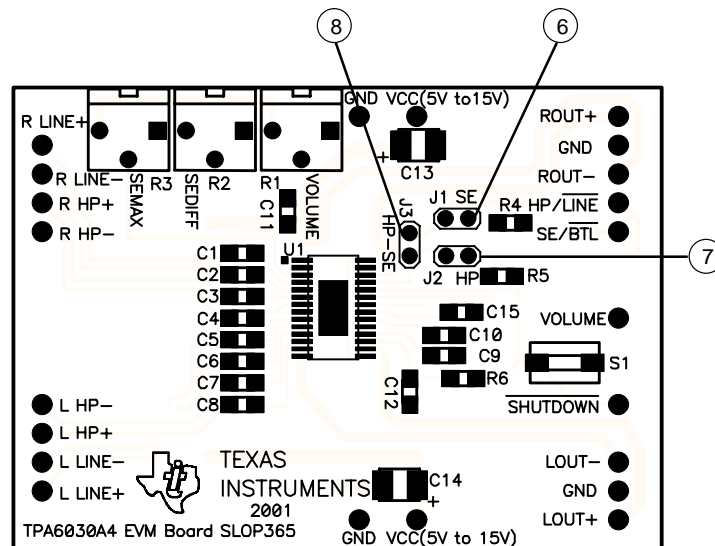 8
6
GND VCC(5V to15V)
R LINE+
ROUT+
GND
C13
+
R LINE-
R3
R2
R1
ROUT-
SEMAX
SEDIFF
VOLUME
R HP+
C11
J1 SE
R4 HP/LINE
J3
HP-SE
R HP-
SE/BTL
U1
C1
J2 HP
7
C2
R5
C3
C15
C4
VOLUME
C5
C10
C6
C9
S1
C7
R6
C12
C8
L HP-
SHUTDOWN
L HP+
L LINE-
TEXAS
INSTRUMENTS
2001
LOUT-
C14
+
L LINE+
GND
TPA6030A4 EVM Board SLOP365
LOUT+
GND VCC(5V to 15V)